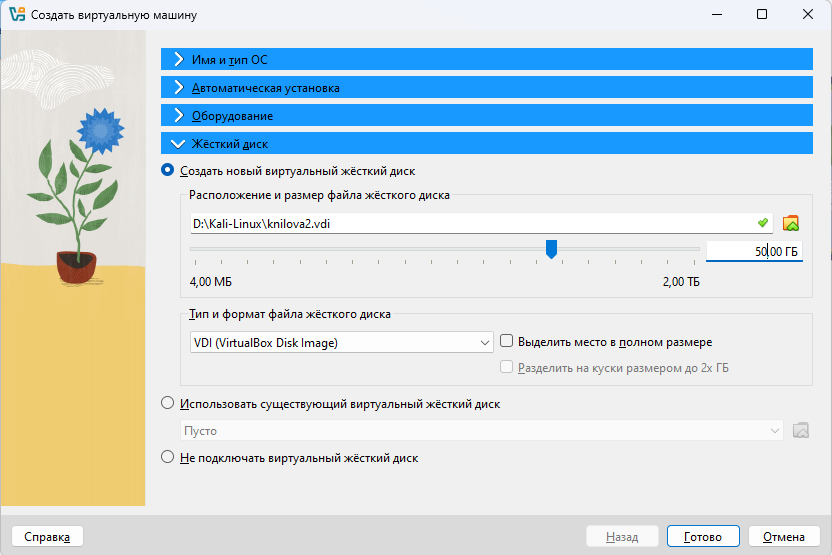 Создать виртуальную машину
Имя и тип ОС
Автоматическая установка
Оборудование
Жёсткий диск
Создать новый виртуальный жёсткий диск
Расположение и размер файла жёсткого диска
D:\Kali-Linux\knilova2.vdi
50,00 ГБ
4,00 МБ 2,00 ТБ
Тип и формат файла жёсткого диска
VDI (VirtualBox Disk Image) Выделить место в полном размере
Разделить на куски размером до 2х ГБ
Использовать существующий виртуальный жёсткий диск
Пусто
Не подключать виртуальный жёсткий диск
Справка Назад Готово Отмена